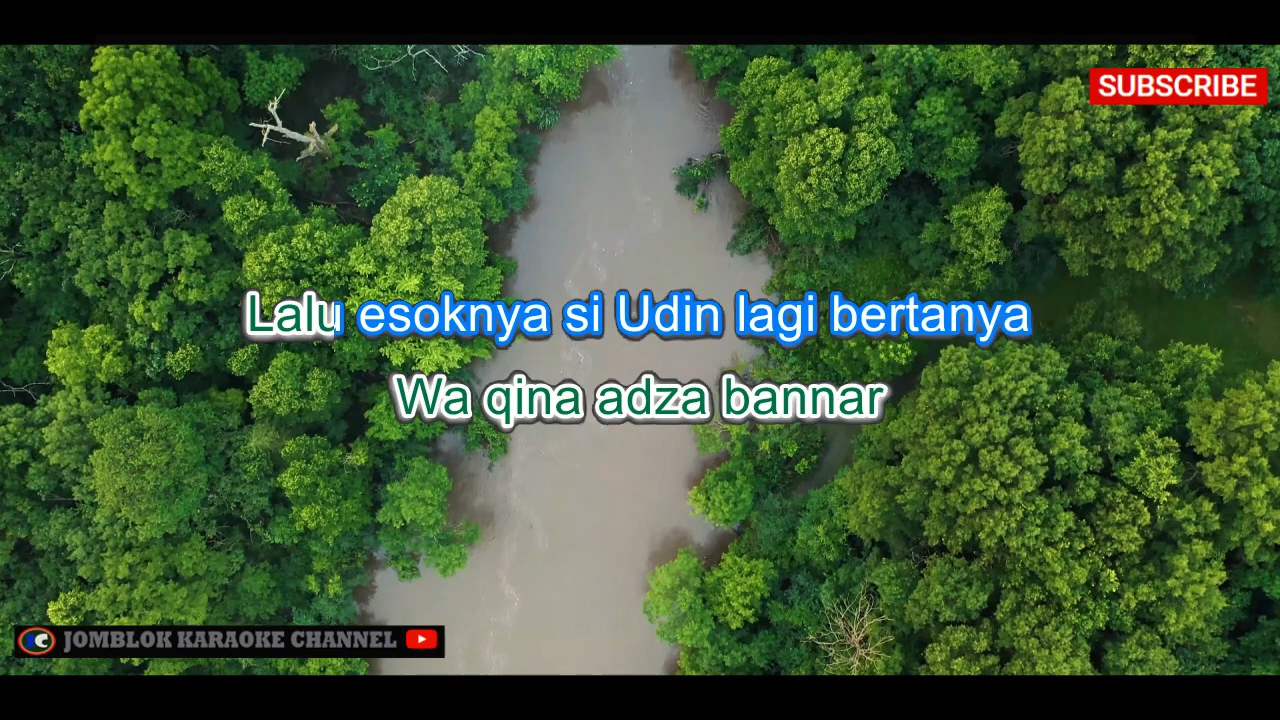 SUBSCRIBE
Lalu esoknya si Udin lagi bertanya
Wa qina adza bannar
JOMBLOK KARAOKE CHANNEL